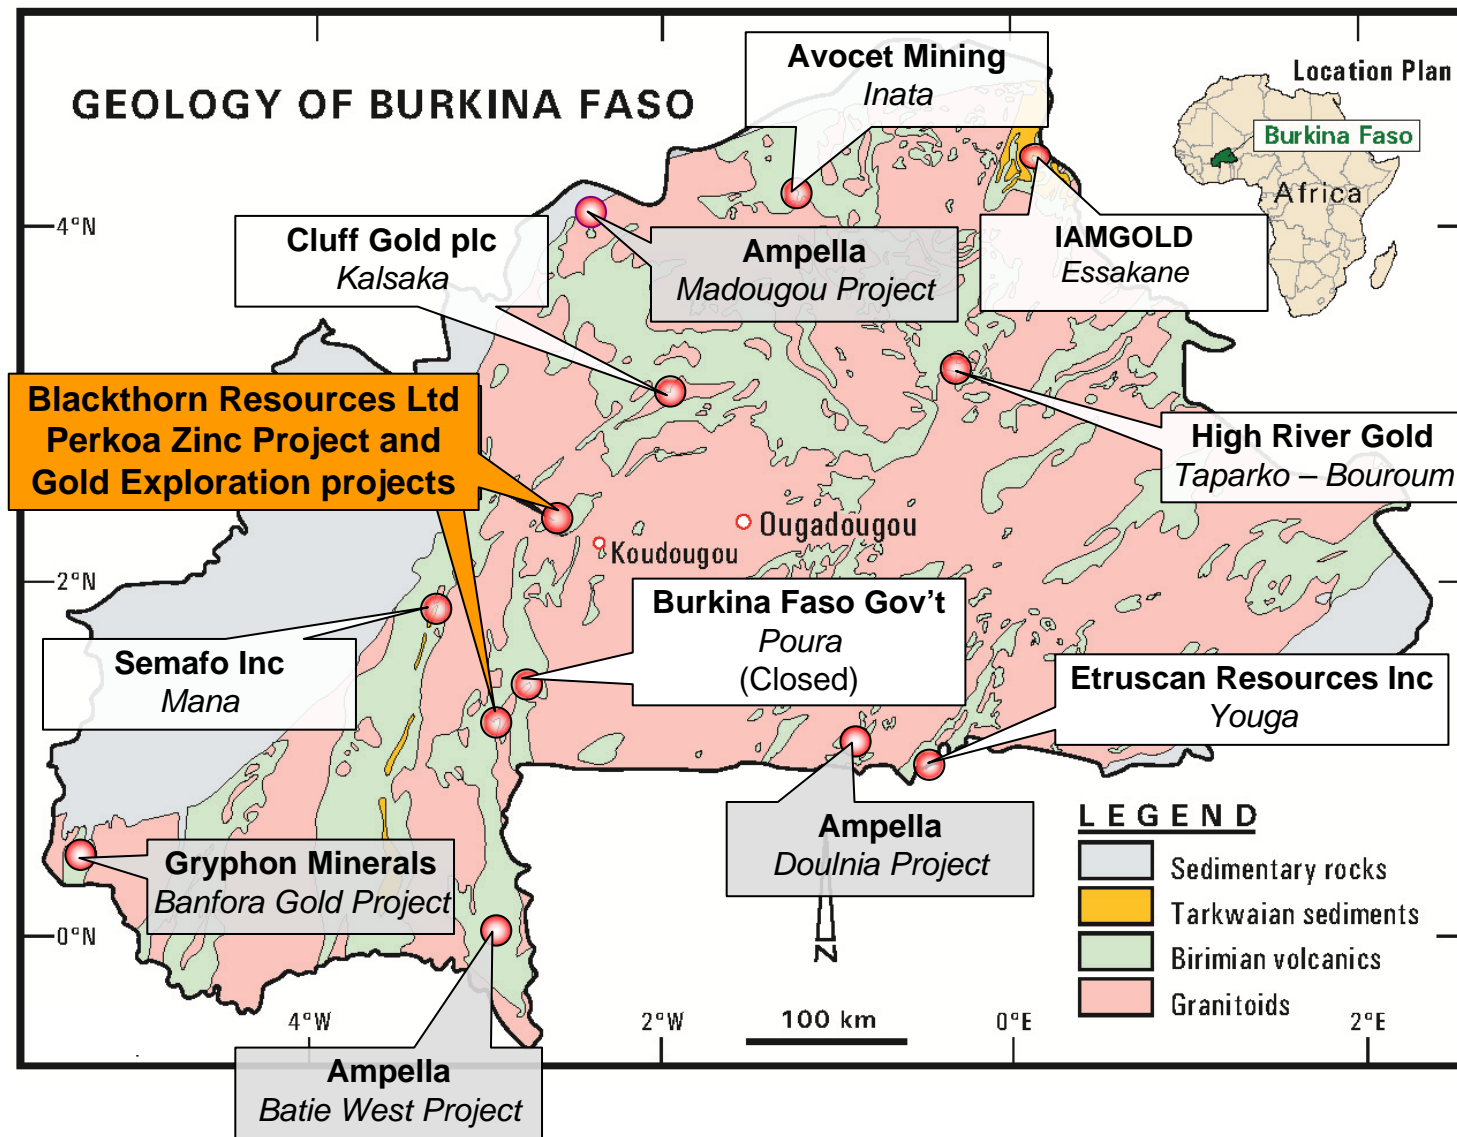 GEOLOGY OF BURKINA FASO
Avocet Mining
Inata
Location Plan
Burkina Faso
Africa
4°N
Cluff Gold plc
Kalsaka
Ampella
Madougou Project
IAMGOLD
Essakane
Blackthorn Resources Ltd
Perkoa Zinc Project and
Gold Exploration projects
High River Gold
Taparko – Bouroum
Ougadougou
Koudougou
2°N
Burkina Faso Gov’t
Poura
(Closed)
Semafo Inc
Mana
Etruscan Resources Inc
Youga
Ampella
Doulnia Project
Gryphon Minerals
Banfora Gold Project
LEGEND
Sedimentary rocks
Tarkwaian sediments
Birimian volcanics
Granitoids
0°N
N
4°W
2°W
100 km
0°E
2°E
Ampella
Batie West Project